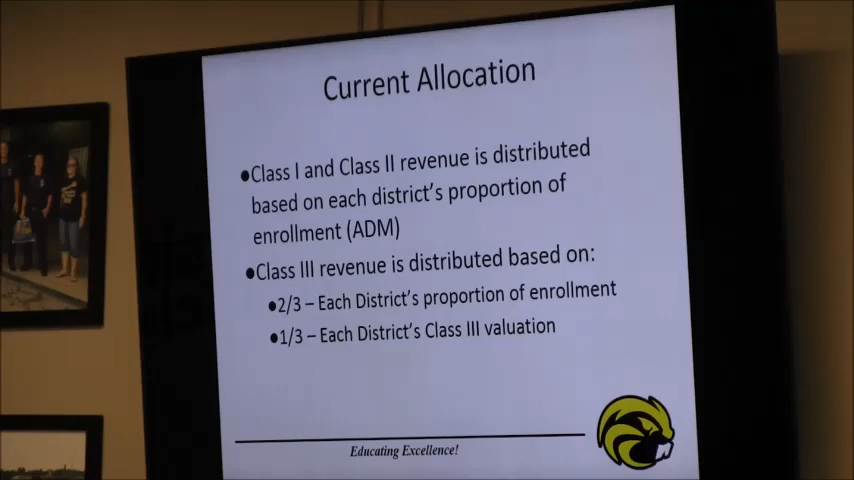 Current Allocation
●Class I and Class II revenue is distributed
based on each district's proportion of
enrollment (ADM)
●Class III revenue is distributed based on:
●2/3 – Each District's proportion of enrollment
●1/3 – Each District's Class III valuation
Educating Excellence!